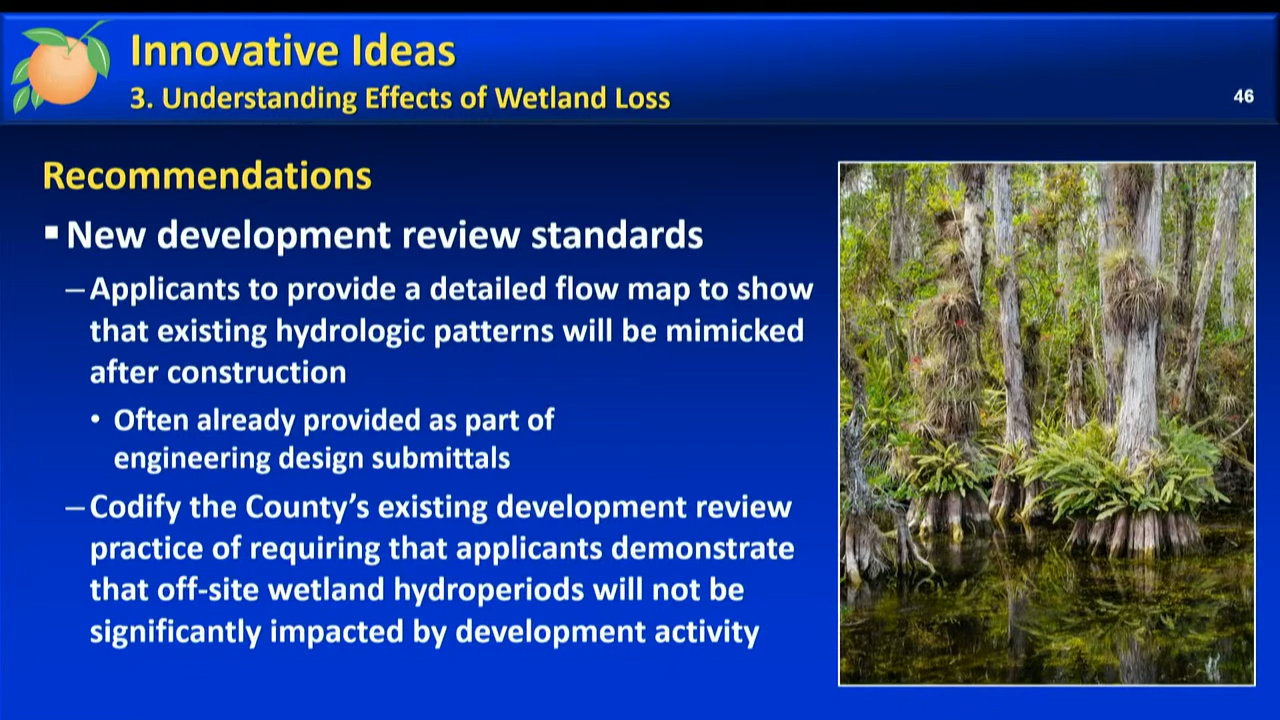 Innovative Ideas
3. Understanding Effects of Wetland Loss
46
Recommendations
▪ New development review standards
– Applicants to provide a detailed flow map to show
that existing hydrologic patterns will be mimicked
after construction
• Often already provided as part of
engineering design submittals
– Codify the County’s existing development review
practice of requiring that applicants demonstrate
that off-site wetland hydroperiods will not be
significantly impacted by development activity